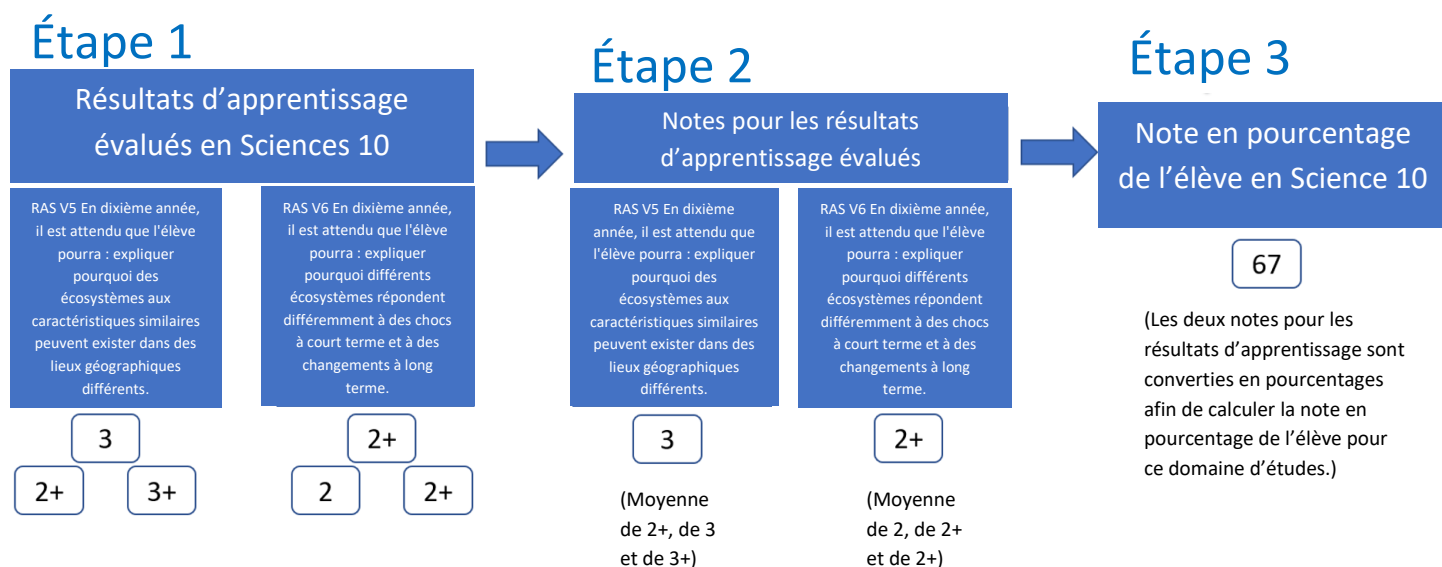 Étape 1
Résultats d’apprentissage
évalués en Sciences 10
RAS V5 En dixième année,
il est attendu que l'élève
pourra : expliquer
pourquoi des
écosystèmes aux
caractéristiques similaires
peuvent exister dans des
lieux géographiques
différents.
3
2+
3+
RAS V6 En dixième année,
il est attendu que l'élève
pourra : expliquer
pourquoi différents
écosystèmes répondent
différemment à des chocs
à court terme et à des
changements à long
terme.
2+
2
2+
Étape 2
Notes pour les résultats
d’apprentissage évalués
RAS V5 En dixième
année, il est attendu que
l'élève pourra : expliquer
pourquoi des
écosystèmes aux
caractéristiques similaires
peuvent exister dans des
lieux géographiques
différents.
3
(Moyenne
de 2+, de 3
et de 3+)
RAS V6 En dixième année,
il est attendu que l'élève
pourra : expliquer
pourquoi différents
écosystèmes répondent
différemment à des chocs
à court terme et à des
changements à long
terme.
2+
(Moyenne
de 2, de 2+
et de 2+)
Étape 3
Note en pourcentage
de l’élève en Science 10
67
(Les deux notes pour les
résultats d’apprentissage sont
converties en pourcentages
afin de calculer la note en
pourcentage de l’élève pour
ce domaine d’études.)